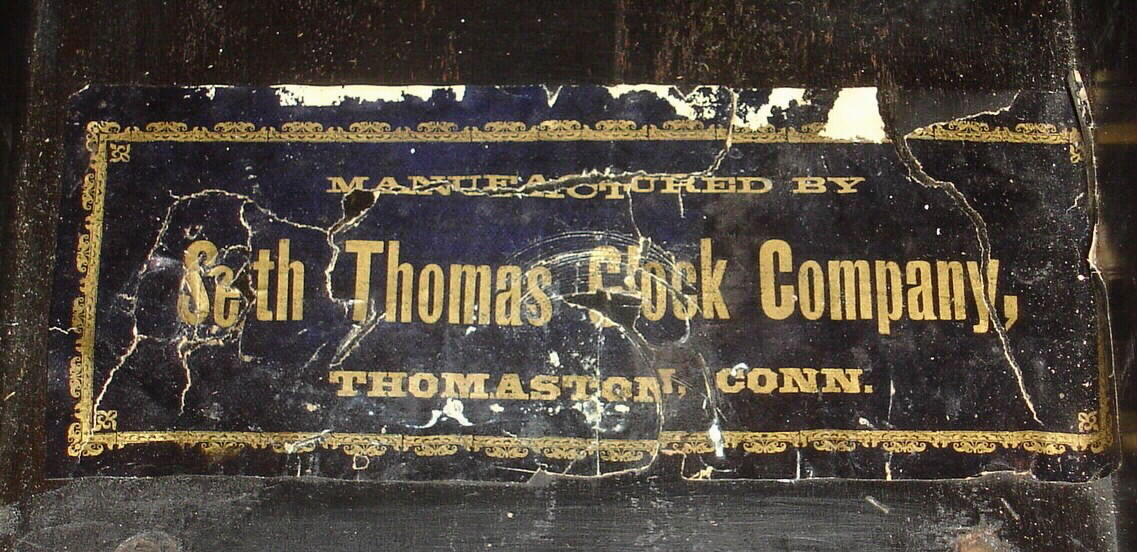 MANUFACTURED BY
Seth Thomas Clock Company,
THOMASTON, CONN.